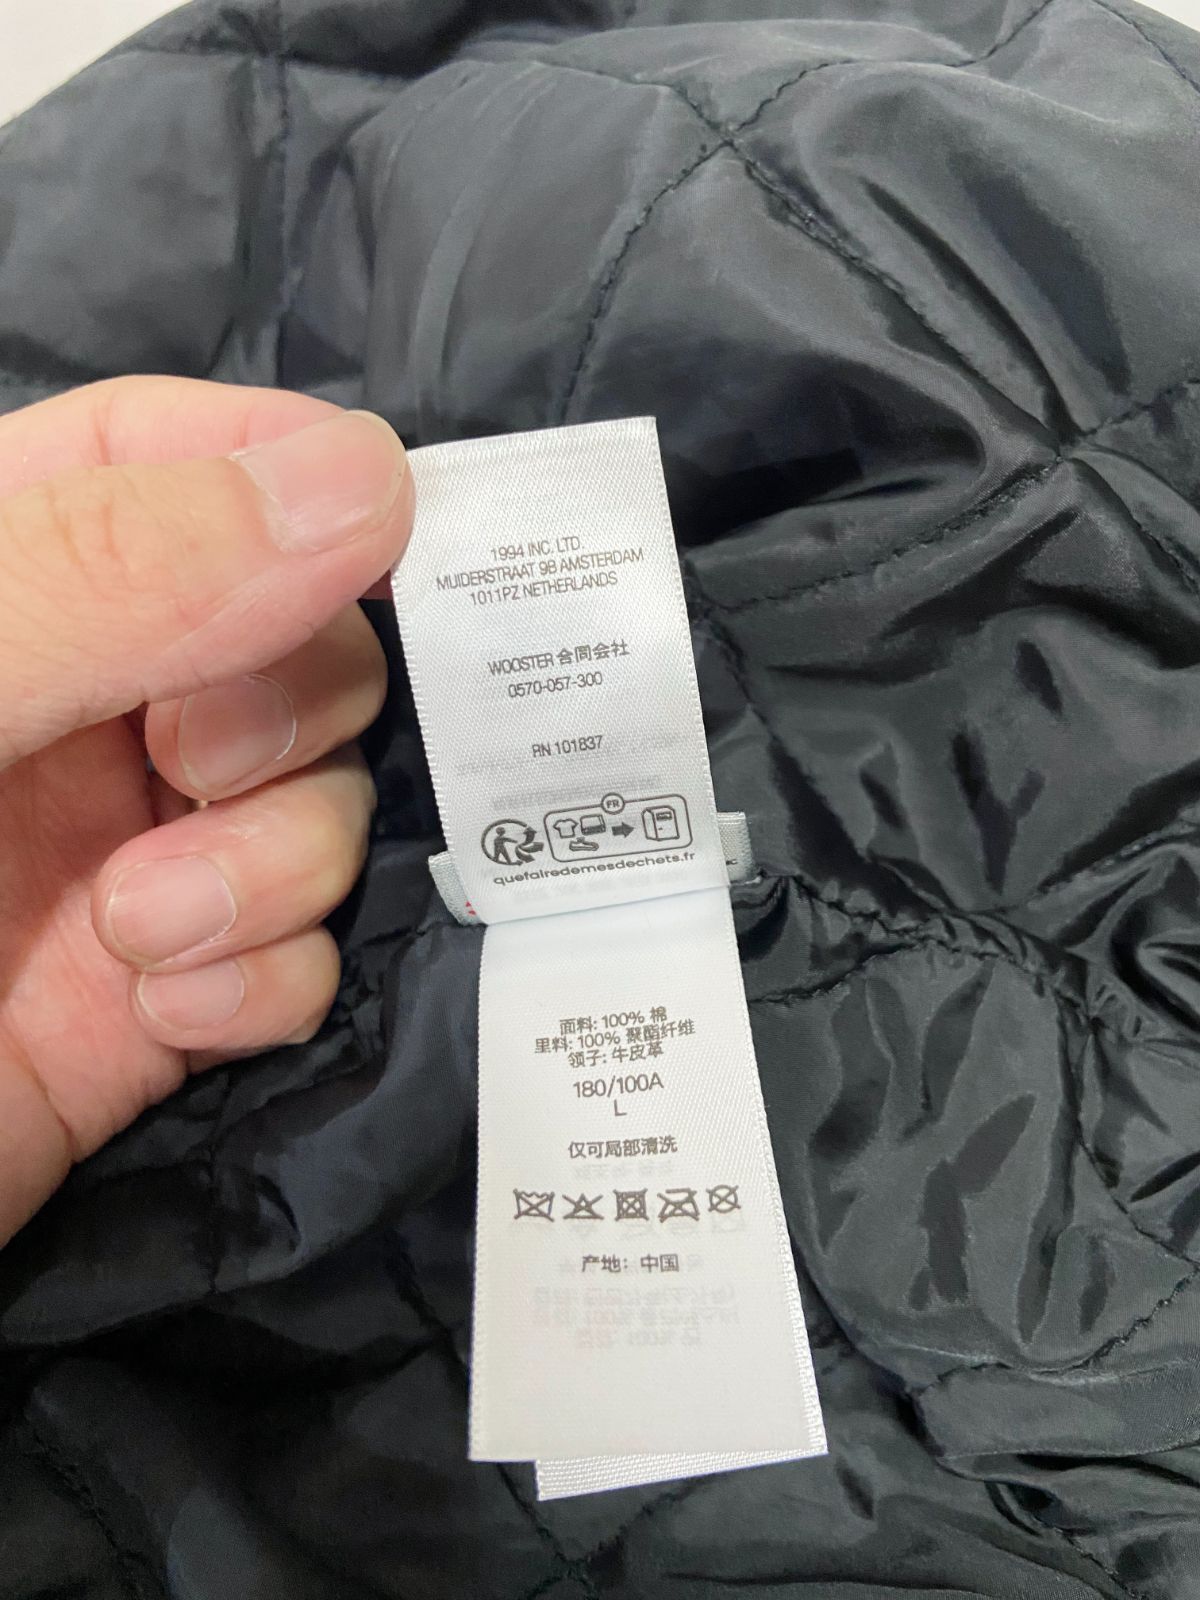 1994 INC. LTD
MUIDERSTRAAT 9B AMSTERDAM
1011PZ NETHERLANDS
WOOSTER 合同会社
0570-057-300
RN 101837
FR
quefairedemesdechets.fr
面料: 100% 棉
里料: 100% 聚酯纤维
领子: 牛皮革
180/100A
L
仅可局部清洗
产地: 中国